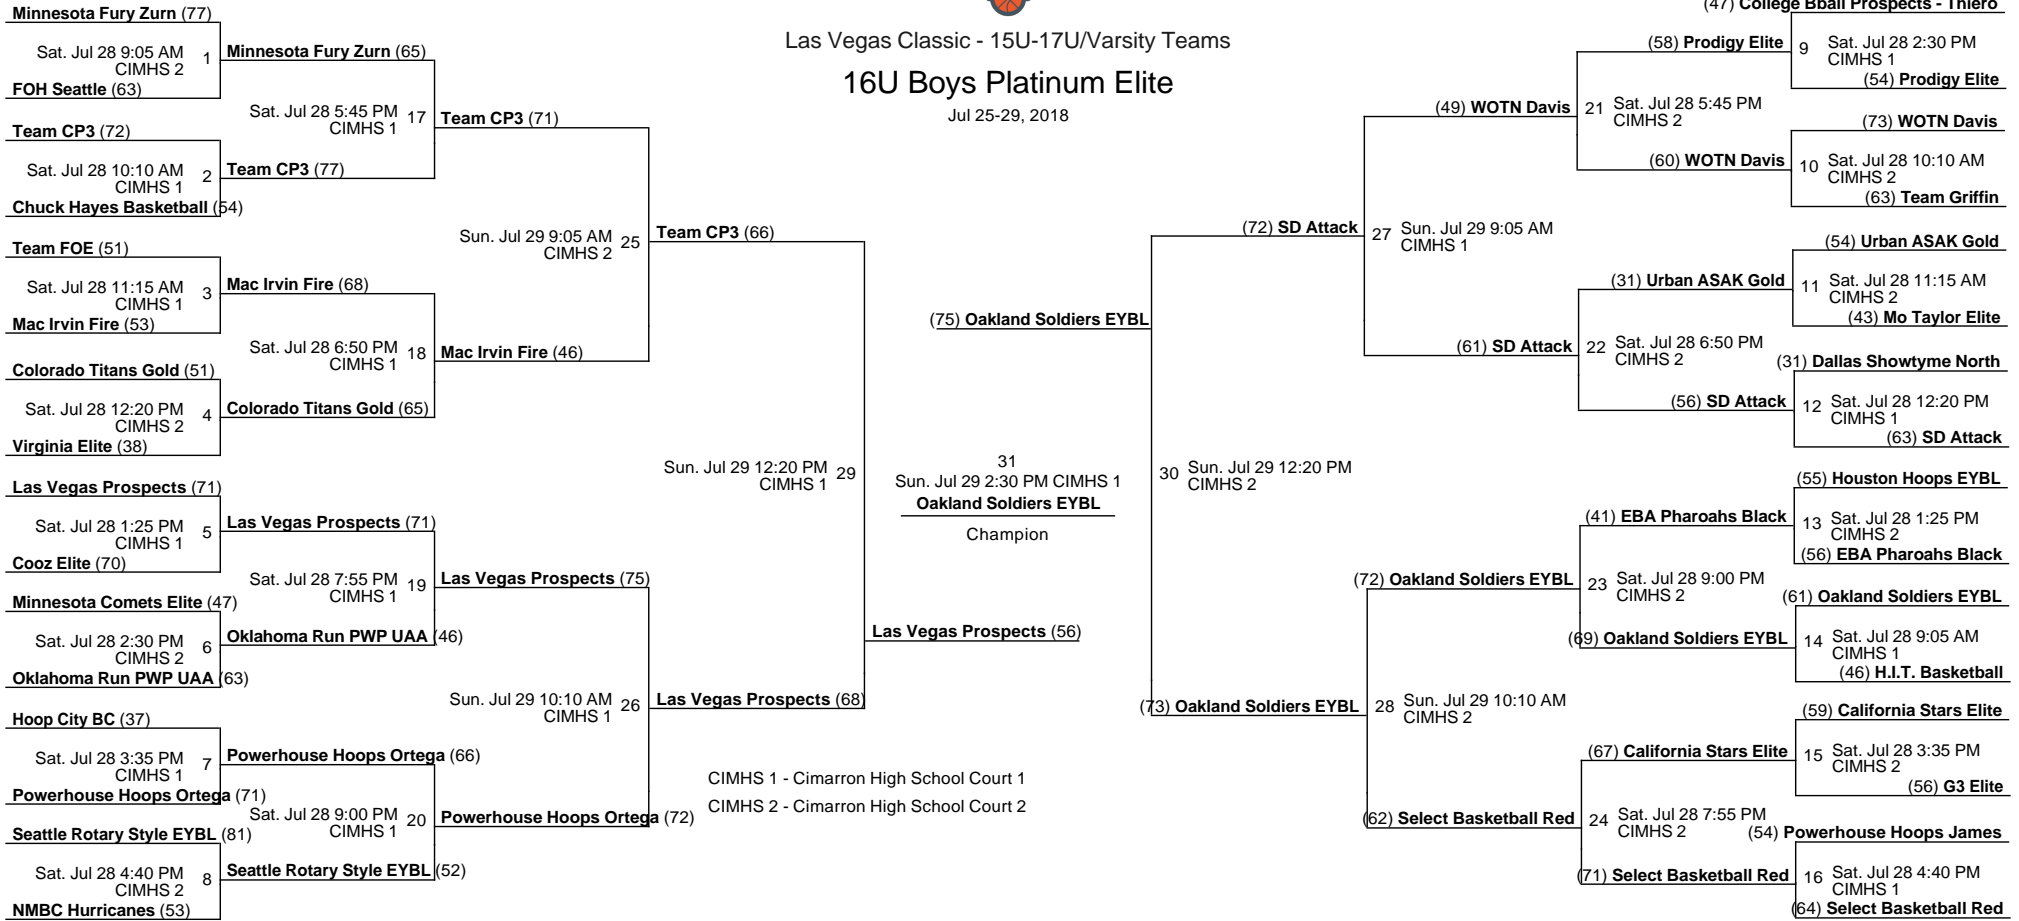 Las Vegas Classic - 15U-17U/Varsity Teams
16U Boys Platinum Elite
Jul 25-29, 2018
Minnesota Fury Zurn (77)
Sat. Jul 28 9:05 AM
CIMHS 2
1
FOH Seattle (63)
Team CP3 (72)
Sat. Jul 28 10:10 AM
CIMHS 1
2
Chuck Hayes Basketball (54)
Team FOE (51)
Sat. Jul 28 11:15 AM
CIMHS 1
3
Mac Irvin Fire (53)
Colorado Titans Gold (51)
Sat. Jul 28 12:20 PM
CIMHS 2
4
Virginia Elite (38)
Las Vegas Prospects (71)
Sat. Jul 28 1:25 PM
CIMHS 1
5
Cooz Elite (70)
Minnesota Comets Elite (47)
Sat. Jul 28 2:30 PM
CIMHS 2
6
Oklahoma Run PWP UAA (63)
Hoop City BC (37)
Sat. Jul 28 3:35 PM
CIMHS 1
7
Powerhouse Hoops Ortega (71)
Seattle Rotary Style EYBL (81)
Sat. Jul 28 4:40 PM
CIMHS 2
8
NMBC Hurricanes (53)
Minnesota Fury Zurn (65)
Sat. Jul 28 5:45 PM
CIMHS 1
17
Team CP3 (77)
Mac Irvin Fire (68)
Sat. Jul 28 6:50 PM
CIMHS 1
18
Colorado Titans Gold (65)
Las Vegas Prospects (71)
Sat. Jul 28 7:55 PM
CIMHS 1
19
Oklahoma Run PWP UAA (46)
Powerhouse Hoops Ortega (66)
Sat. Jul 28 9:00 PM
CIMHS 1
20
Seattle Rotary Style EYBL (52)
Team CP3 (71)
Sun. Jul 29 9:05 AM
CIMHS 2
25
Mac Irvin Fire (46)
Las Vegas Prospects (75)
Sun. Jul 29 10:10 AM
CIMHS 1
26
Powerhouse Hoops Ortega (72)
Team CP3 (66)
Sun. Jul 29 12:20 PM
CIMHS 1
29
Las Vegas Prospects (68)
(75) Oakland Soldiers EYBL
31
Sun. Jul 29 2:30 PM CIMHS 1
Oakland Soldiers EYBL
Champion
Las Vegas Prospects (56)
CIMHS 1 - Cimarron High School Court 1
CIMHS 2 - Cimarron High School Court 2
(72) SD Attack
30
Sun. Jul 29 12:20 PM
CIMHS 2
(73) Oakland Soldiers EYBL
(49) WOTN Davis
27
Sun. Jul 29 9:05 AM
CIMHS 1
(61) SD Attack
(72) Oakland Soldiers EYBL
28
Sun. Jul 29 10:10 AM
CIMHS 2
(62) Select Basketball Red
(58) Prodigy Elite
21
Sat. Jul 28 5:45 PM
CIMHS 2
(60) WOTN Davis
(31) Urban ASAK Gold
22
Sat. Jul 28 6:50 PM
CIMHS 2
(56) SD Attack
(41) EBA Pharoahs Black
23
Sat. Jul 28 9:00 PM
CIMHS 2
(69) Oakland Soldiers EYBL
(67) California Stars Elite
24
Sat. Jul 28 7:55 PM
CIMHS 2
(71) Select Basketball Red
(47) College Bball Prospects - Thiero
9
Sat. Jul 28 2:30 PM
CIMHS 1
(54) Prodigy Elite
(73) WOTN Davis
10
Sat. Jul 28 10:10 AM
CIMHS 2
(63) Team Griffin
(54) Urban ASAK Gold
11
Sat. Jul 28 11:15 AM
CIMHS 2
(43) Mo Taylor Elite
(31) Dallas Showtyme North
12
Sat. Jul 28 12:20 PM
CIMHS 1
(63) SD Attack
(55) Houston Hoops EYBL
13
Sat. Jul 28 1:25 PM
CIMHS 2
(56) EBA Pharoahs Black
(61) Oakland Soldiers EYBL
14
Sat. Jul 28 9:05 AM
CIMHS 1
(46) H.I.T. Basketball
(59) California Stars Elite
15
Sat. Jul 28 3:35 PM
CIMHS 2
(56) G3 Elite
(54) Powerhouse Hoops James
16
Sat. Jul 28 4:40 PM
CIMHS 1
(64) Select Basketball Red